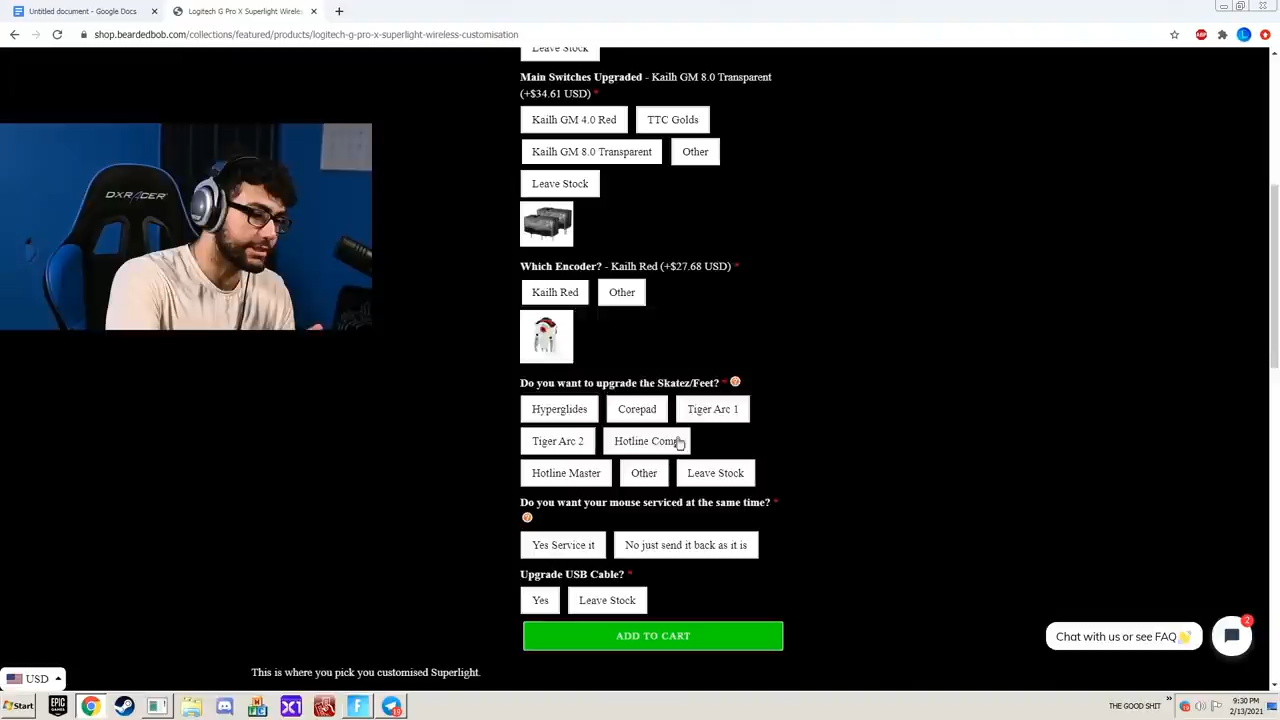 Untitled document - Google Docs
Logitech G Pro X Superlight Wirele
shop.beardedbob.com/collections/featured/products/logitech-g-pro-x-superlight-wireless-customisation
Leave Stock
Main Switches Upgraded - Kailh GM 8.0 Transparent
(+$34.61 USD) *
Kailh GM 4.0 Red
TTC Golds
Kailh GM 8.0 Transparent
Other
Leave Stock
DXRACER
Which Encoder? - Kailh Red (+$27.68 USD) *
Kailh Red
Other
Do you want to upgrade the Skatez/Feet? *
Hyperglides
Corepad
Tiger Arc 1
Tiger Arc 2
Hotline Comp
Hotline Master
Other
Leave Stock
Do you want your mouse serviced at the same time? *
Yes Service it
No just send it back as it is
Upgrade USB Cable? *
Yes
Leave Stock
ADD TO CART
Chat with us or see FAQ👋
2
This is where you pick you customised Superlight.
USD
Start
EPIC GAMES
THE GOOD SHIT
9:30 PM
2/13/2021